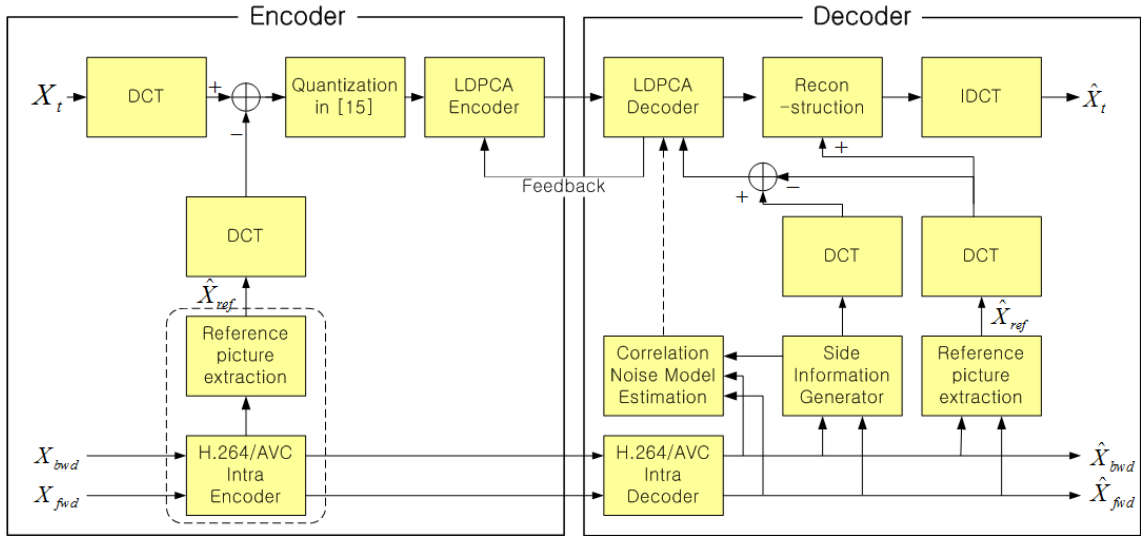 Encoder
Decoder
X_t
DCT
+
−
Quantization
in [15]
LDPCA
Encoder
LDPCA
Decoder
Recon
-struction
IDCT
X̂_t
Feedback
+
+
−
DCT
DCT
DCT
X̂_ref
X̂_ref
Reference
picture
extraction
Correlation
Noise Model
Estimation
Side
Information
Generator
Reference
picture
extraction
X_bwd
X_fwd
H.264/AVC
Intra
Encoder
H.264/AVC
Intra
Decoder
X̂_bwd
X̂_fwd